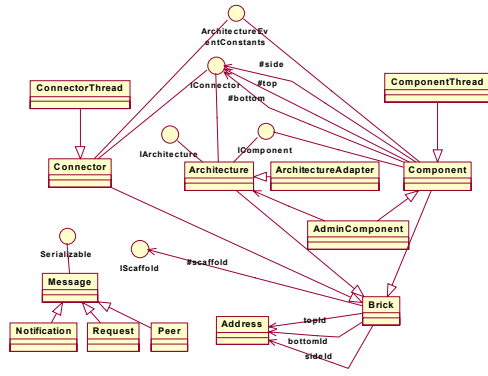 ArchitectureEv
entConstants
#side
IConnector
#top
#bottom
ConnectorThread
ComponentThread
IArchitecture
IComponent
Connector
Architecture
ArchitectureAdapter
Component
AdminComponent
Serializable
IScaffold
#scaffold
Message
Brick
Notification
Request
Peer
Address
topId
bottomId
sideId